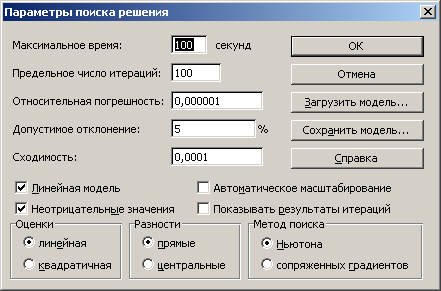 Параметры поиска решения
Максимальное время: 100 секунд
OK
Предельное число итераций: 100
Отмена
Относительная погрешность: 0,000001
Загрузить модель...
Допустимое отклонение: 5 %
Сохранить модель...
Сходимость: 0,0001
Справка
Линейная модель
Автоматическое масштабирование
Неотрицательные значения
Показывать результаты итераций
Оценки
линейная
квадратичная
Разности
прямые
центральные
Метод поиска
Ньютона
сопряженных градиентов